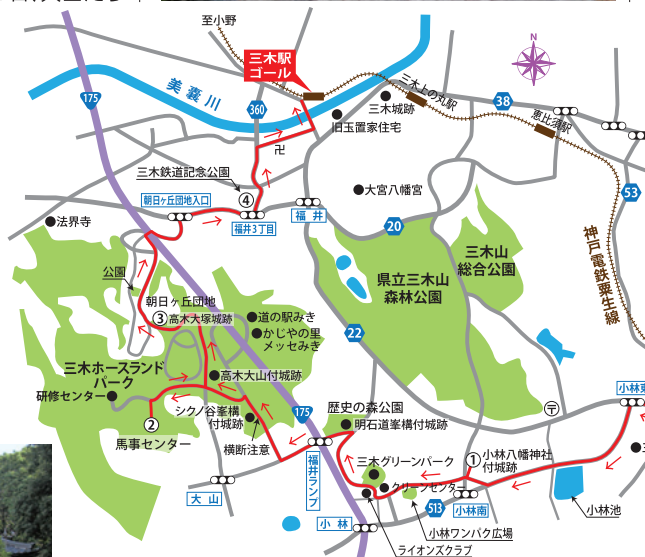 至小野
N
三木駅
ゴール
175
美嚢川
360
三木上の丸駅
38
三木城跡
恵比須駅
旧玉置家住宅
卍
53
三木鉄道記念公園
④
大宮八幡宮
朝日ヶ丘団地入口
福井
福井3丁目
20
法界寺
神戸電鉄粟生線
三木山
総合公園
県立三木山
森林公園
公園
朝日ヶ丘団地
③高木大塚城跡
道の駅みき
かじやの里
メッセみき
22
三木ホースランド
パーク
研修センター
高木大山付城跡
シクノ谷峯構
付城跡
175
歴史の森公園
明石道峯構付城跡
〒
小林東
②
馬事センター
横断注意
福井ランプ
三木グリーンパーク
①小林八幡神社
付城跡
クリーンセンター
大山
小林
513
小林南
小林池
小林ワンパク広場
ライオンズクラブ